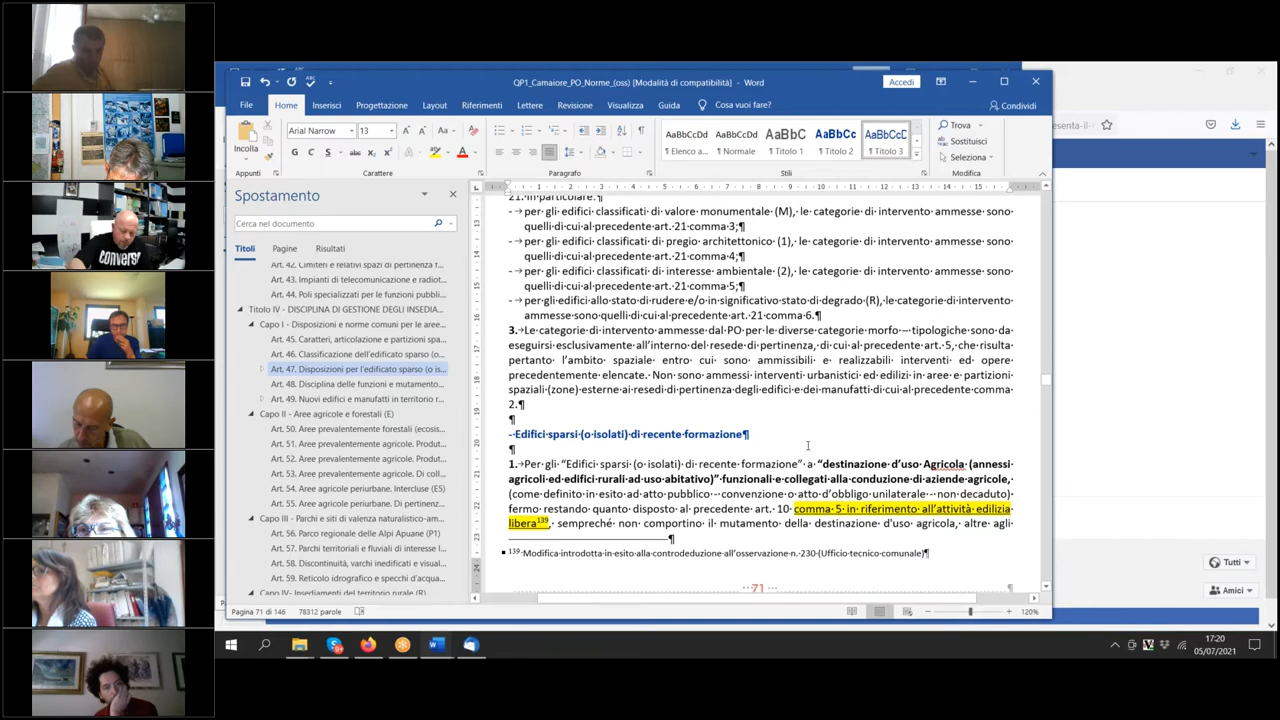 QP1_Camaiore_PO_Norme_(oss) [Modalità di compatibilità] - Word
Accedi
File Home Inserisci Progettazione Layout Riferimenti Lettere Revisione Visualizza Guida Cosa vuoi fare? Condividi
Incolla
Arial Narrow 13
G C S abc x₂ x²
AaBbCcDd AaBbCcDd AaBbC AaBbCc AaBbCcD
¶ Elenco a... ¶ Normale ¶ Titolo 1 ¶ Titolo 2 ¶ Titolo 3
Trova
Sostituisci
Seleziona
Appunti Carattere Paragrafo Stili Modifica
Spostamento
Cerca nel documento
Titoli Pagine Risultati
Art. 42. Cimiteri e relativi spazi di pertinenza f...
Art. 43. Impianti di telecomunicazione e radiot...
Art. 44. Poli specializzati per le funzioni pubbli...
Titolo IV - DISCIPLINA DI GESTIONE DEGLI INSEDIA...
Capo I - Disposizioni e norme comuni per le aree...
Art. 45. Caratteri, articolazione e partizioni spa...
Art. 46. Classificazione dell'edificato sparso (o...
Art. 47. Disposizioni per l'edificato sparso (o is...
Art. 48. Disciplina delle funzioni e mutamento...
Art. 49. Nuovi edifici e manufatti in territorio r...
Capo II - Aree agricole e forestali (E)
Art. 50. Aree prevalentemente forestali (ecosis...
Art. 51. Aree prevalentemente agricole. Produt...
Art. 52. Aree prevalentemente agricole. Produt...
Art. 53. Aree prevalentemente agricole. Di coll...
Art. 54. Aree agricole periurbane. Intercluse (E5)
Art. 55. Aree agricole periurbane. Di pertinenz...
Capo III - Parchi e siti di valenza naturalistico-am...
Art. 56. Parco regionale delle Alpi Apuane (P1)
Art. 57. Parchi territoriali e fluviali di interesse l...
Art. 58. Discontinuità, varchi inedificati e visual...
Art. 59. Reticolo idrografico e specchi d'acqua...
Capo IV- Insediamenti del territorio rurale (R)
21. In particolare:¶
- → per gli edifici classificati di valore monumentale (M), le categorie di intervento ammesse sono
quelli di cui al precedente art. 21 comma 3;¶
- → per gli edifici classificati di pregio architettonico (1), le categorie di intervento ammesse sono
quelli di cui al precedente art. 21 comma 4;¶
- → per gli edifici classificati di interesse ambientale (2), le categorie di intervento ammesse sono
quelli di cui al precedente art. 21 comma 5;¶
- → per gli edifici allo stato di rudere e/o in significativo stato di degrado (R), le categorie di intervento
ammesse sono quelli di cui al precedente art. 21 comma 6.¶
3.→Le categorie di intervento ammesse dal PO per le diverse categorie morfo – tipologiche sono da
eseguirsi esclusivamente all'interno del resede di pertinenza, di cui al precedente art. 5, che risulta
pertanto l'ambito spaziale entro cui sono ammissibili e realizzabili interventi ed opere
precedentemente elencate. Non sono ammessi interventi urbanistici ed edilizi in aree e partizioni
spaziali (zone) esterne ai resedi di pertinenza degli edifici e dei manufatti di cui al precedente comma
2.¶
¶
- Edifici sparsi (o isolati) di recente formazione¶
¶
1.→Per gli "Edifici sparsi (o isolati) di recente formazione" a "destinazione d'uso Agricola (annessi
agricoli ed edifici rurali ad uso abitativo)" funzionali e collegati alla conduzione di aziende agricole,
(come definito in esito ad atto pubblico - convenzione o atto d'obbligo unilaterale - non decaduto)
fermo restando quanto disposto al precedente art. 10 comma 5 in riferimento all'attività edilizia
libera139, sempreché non comportino il mutamento della destinazione d'uso agricola, altre agli
¶
139 Modifica introdotta in esito alla controdeduzione all'osservazione n. 230 (Ufficio tecnico comunale)¶
71
Pagina 71 di 146 78312 parole 120%
Tutti
Amici
17:20
05/07/2021